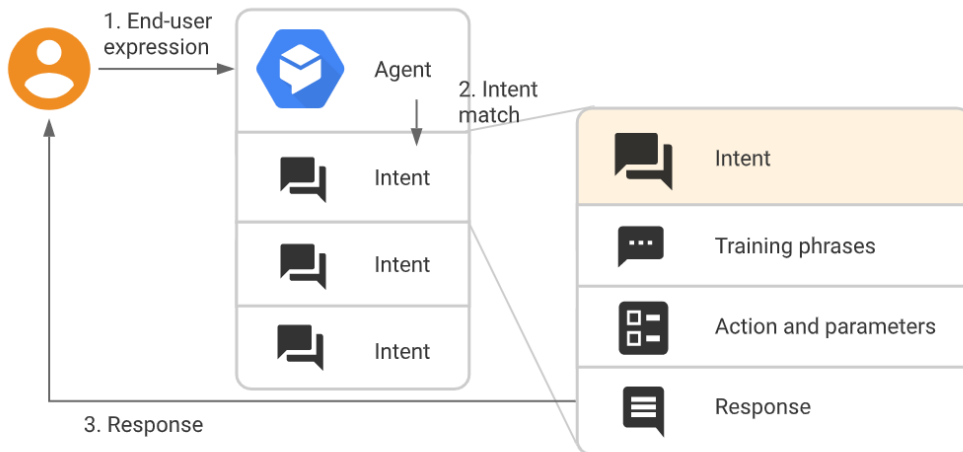 1. End-user
expression
Agent
2. Intent
match
Intent
Intent
Intent
Intent
Training phrases
Action and parameters
Response
3. Response